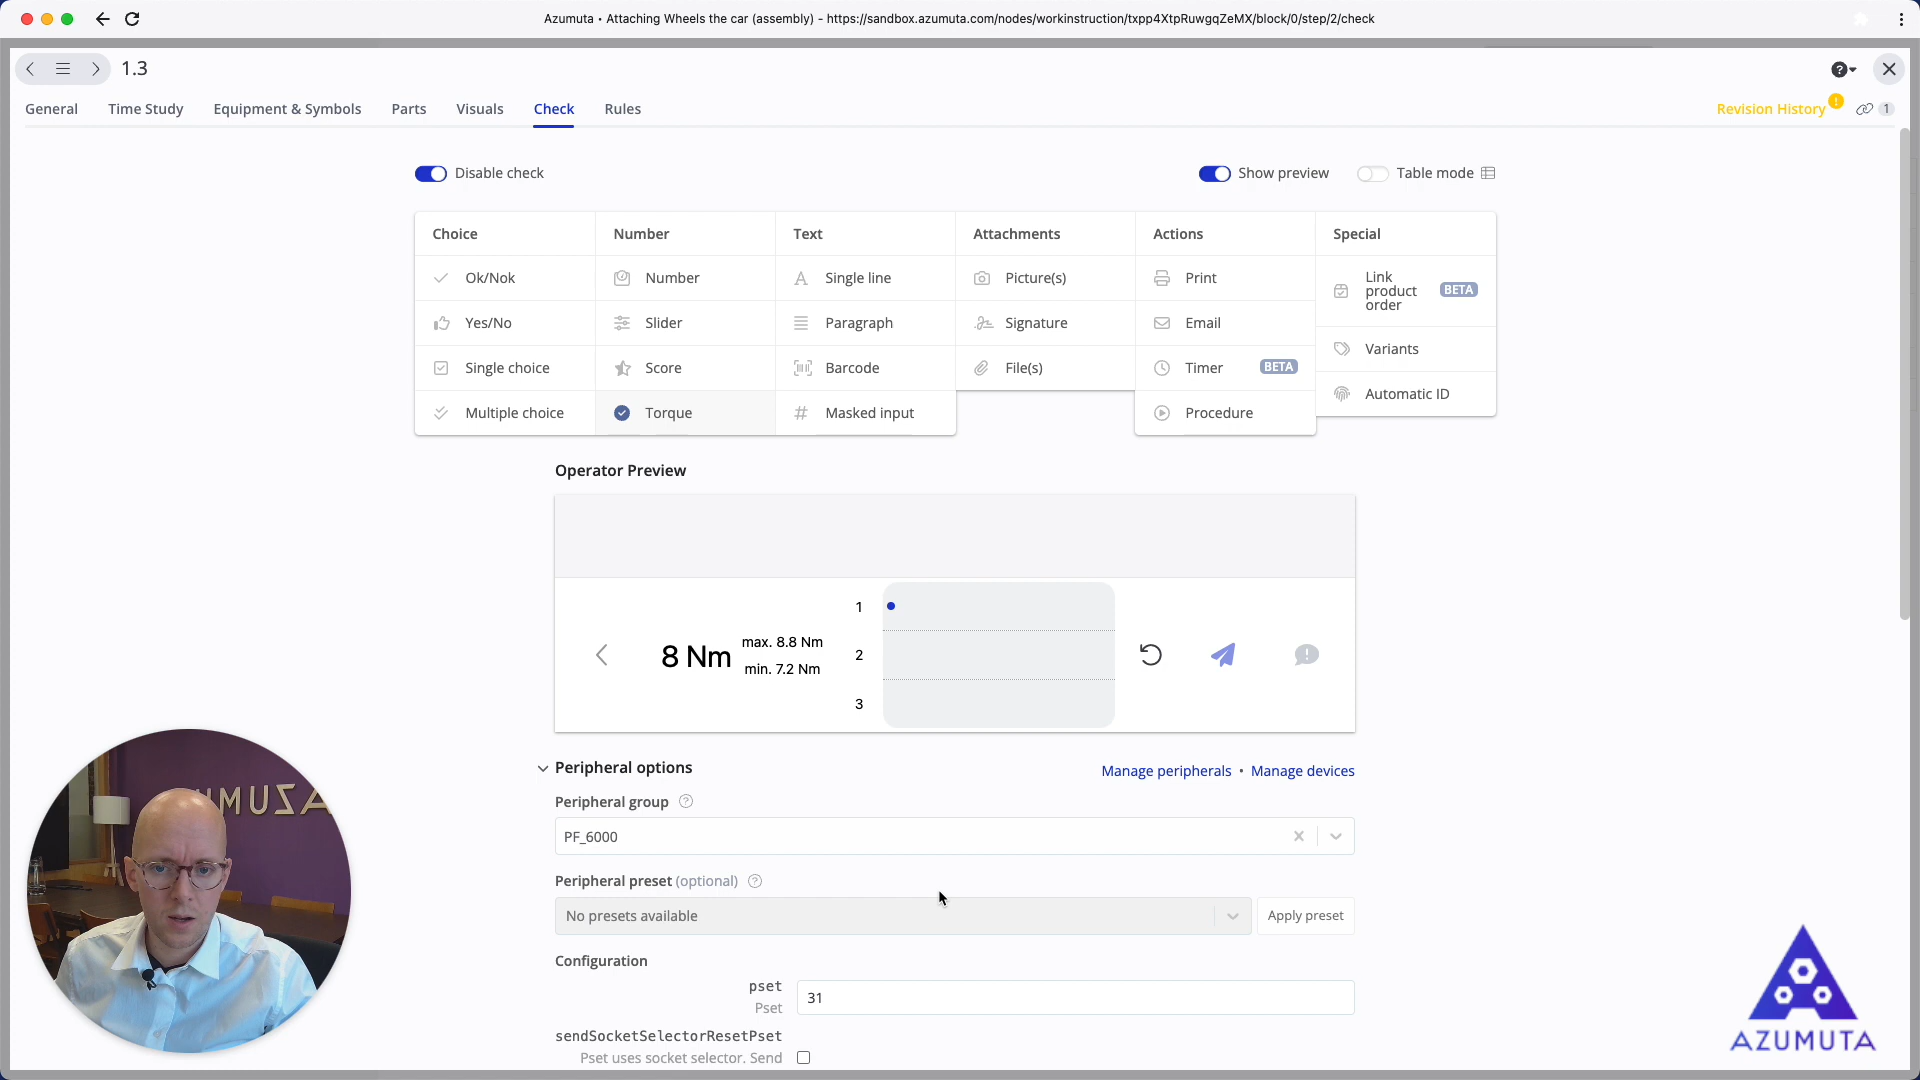 Azumuta • Attaching Wheels the car (assembly) - https://sandbox.azumuta.com/nodes/workinstruction/txpp4XtpRuwgqZeMX/block/0/step/2/check
1.3
General Time Study Equipment & Symbols Parts Visuals Check Rules
Revision History ! 1
Disable check
Show preview
Table mode
Choice Number Text Attachments Actions Special
Ok/Nok Number Single line Picture(s) Print
Link product order BETA
Yes/No Slider Paragraph Signature Email
Variants
Single choice Score Barcode File(s) Timer BETA
Automatic ID
Multiple choice Torque Masked input Procedure
Operator Preview
1
8 Nm max. 8.8 Nm 2
min. 7.2 Nm
3
Peripheral options
Manage peripherals • Manage devices
Peripheral group ?
PF_6000
Peripheral preset (optional) ?
No presets available
Apply preset
Configuration
pset 31
Pset
sendSocketSelectorResetPset
Pset uses socket selector. Send
AZUMUTA